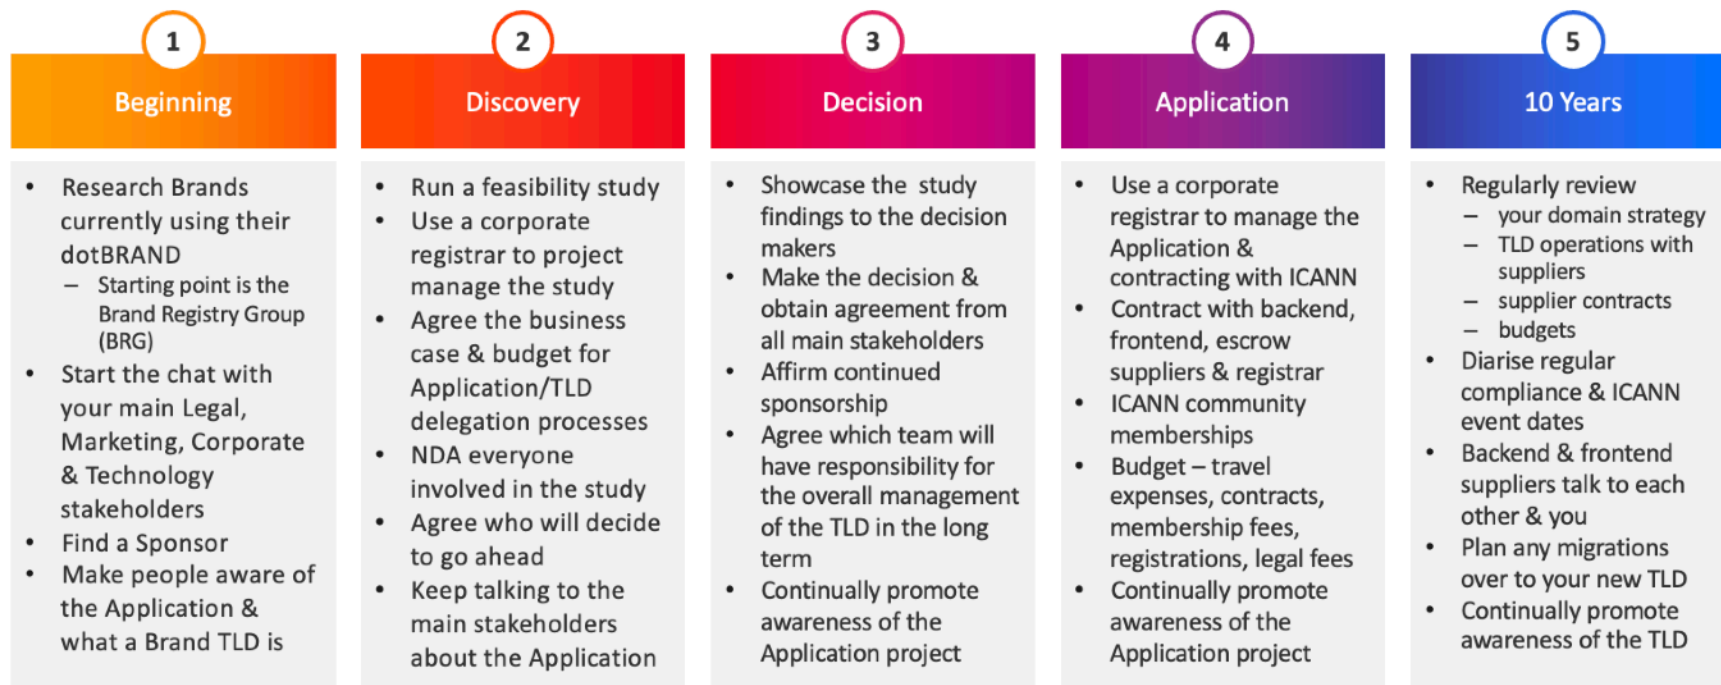 1
Beginning
• Research Brands
currently using their
dotBRAND
– Starting point is the
Brand Registry Group
(BRG)
• Start the chat with
your main Legal,
Marketing, Corporate
& Technology
stakeholders
• Find a Sponsor
• Make people aware of
the Application &
what a Brand TLD is
2
Discovery
• Run a feasibility study
• Use a corporate
registrar to project
manage the study
• Agree the business
case & budget for
Application/TLD
delegation processes
• NDA everyone
involved in the study
• Agree who will decide
to go ahead
• Keep talking to the
main stakeholders
about the Application
3
Decision
• Showcase the study
findings to the decision
makers
• Make the decision &
obtain agreement from
all main stakeholders
• Affirm continued
sponsorship
• Agree which team will
have responsibility for
the overall management
of the TLD in the long
term
• Continually promote
awareness of the
Application project
4
Application
• Use a corporate
registrar to manage the
Application &
contracting with ICANN
• Contract with backend,
frontend, escrow
suppliers & registrar
• ICANN community
memberships
• Budget – travel
expenses, contracts,
membership fees,
registrations, legal fees
• Continually promote
awareness of the
Application project
5
10 Years
• Regularly review
– your domain strategy
– TLD operations with
suppliers
– supplier contracts
– budgets
• Diarise regular
compliance & ICANN
event dates
• Backend & frontend
suppliers talk to each
other & you
• Plan any migrations
over to your new TLD
• Continually promote
awareness of the TLD